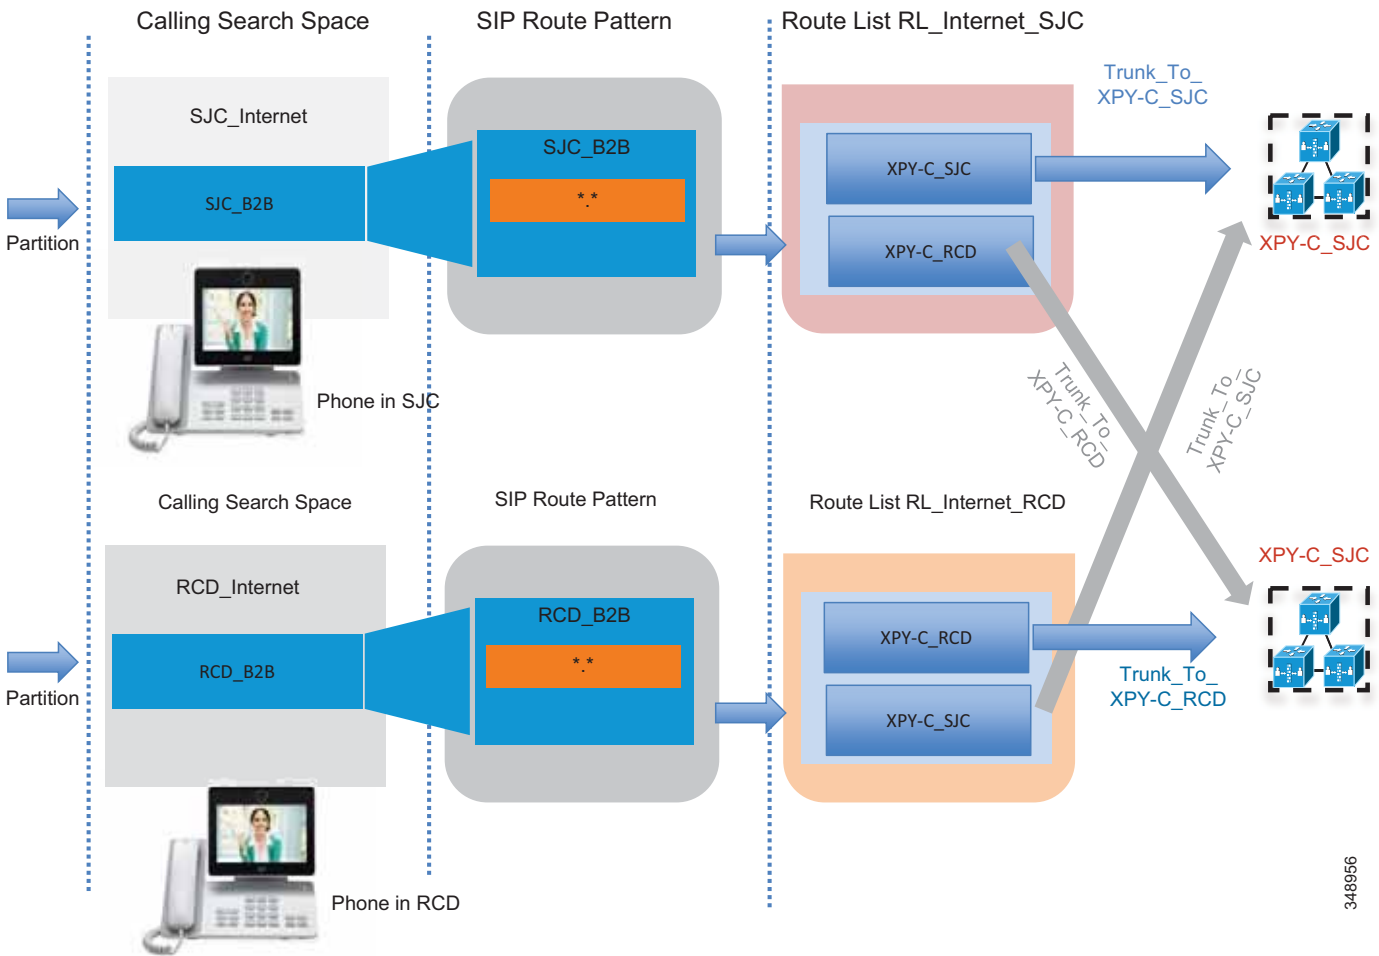 Calling Search Space
SIP Route Pattern
Route List RL_Internet_SJC
Trunk_To_
XPY-C_SJC
SJC_Internet
SJC_B2B
SJC_B2B
*.*
XPY-C_SJC
XPY-C_RCD
Partition
XPY-C_SJC
Phone in SJC
Trunk_To_
XPY-C_RCD
Trunk_To_
XPY-C_SJC
Calling Search Space
SIP Route Pattern
Route List RL_Internet_RCD
XPY-C_SJC
RCD_Internet
RCD_B2B
RCD_B2B
*.*
XPY-C_RCD
XPY-C_SJC
Trunk_To_
XPY-C_RCD
Partition
Phone in RCD
348956